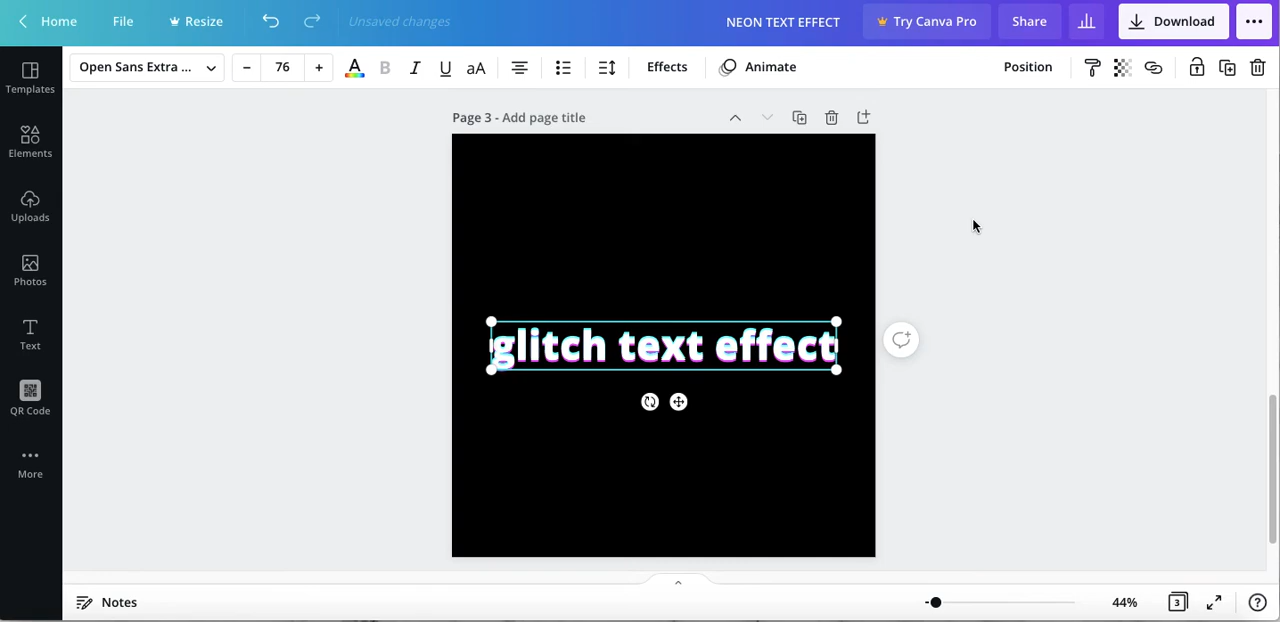 Home File Resize Unsaved changes NEON TEXT EFFECT Try Canva Pro Share Download
Open Sans Extra ... 76 A B I U aA Effects Animate Position
Templates
Elements
Uploads
Photos
Text
QR Code
More
Page 3 - Add page title
glitch text effect
Notes 44% 3 ?